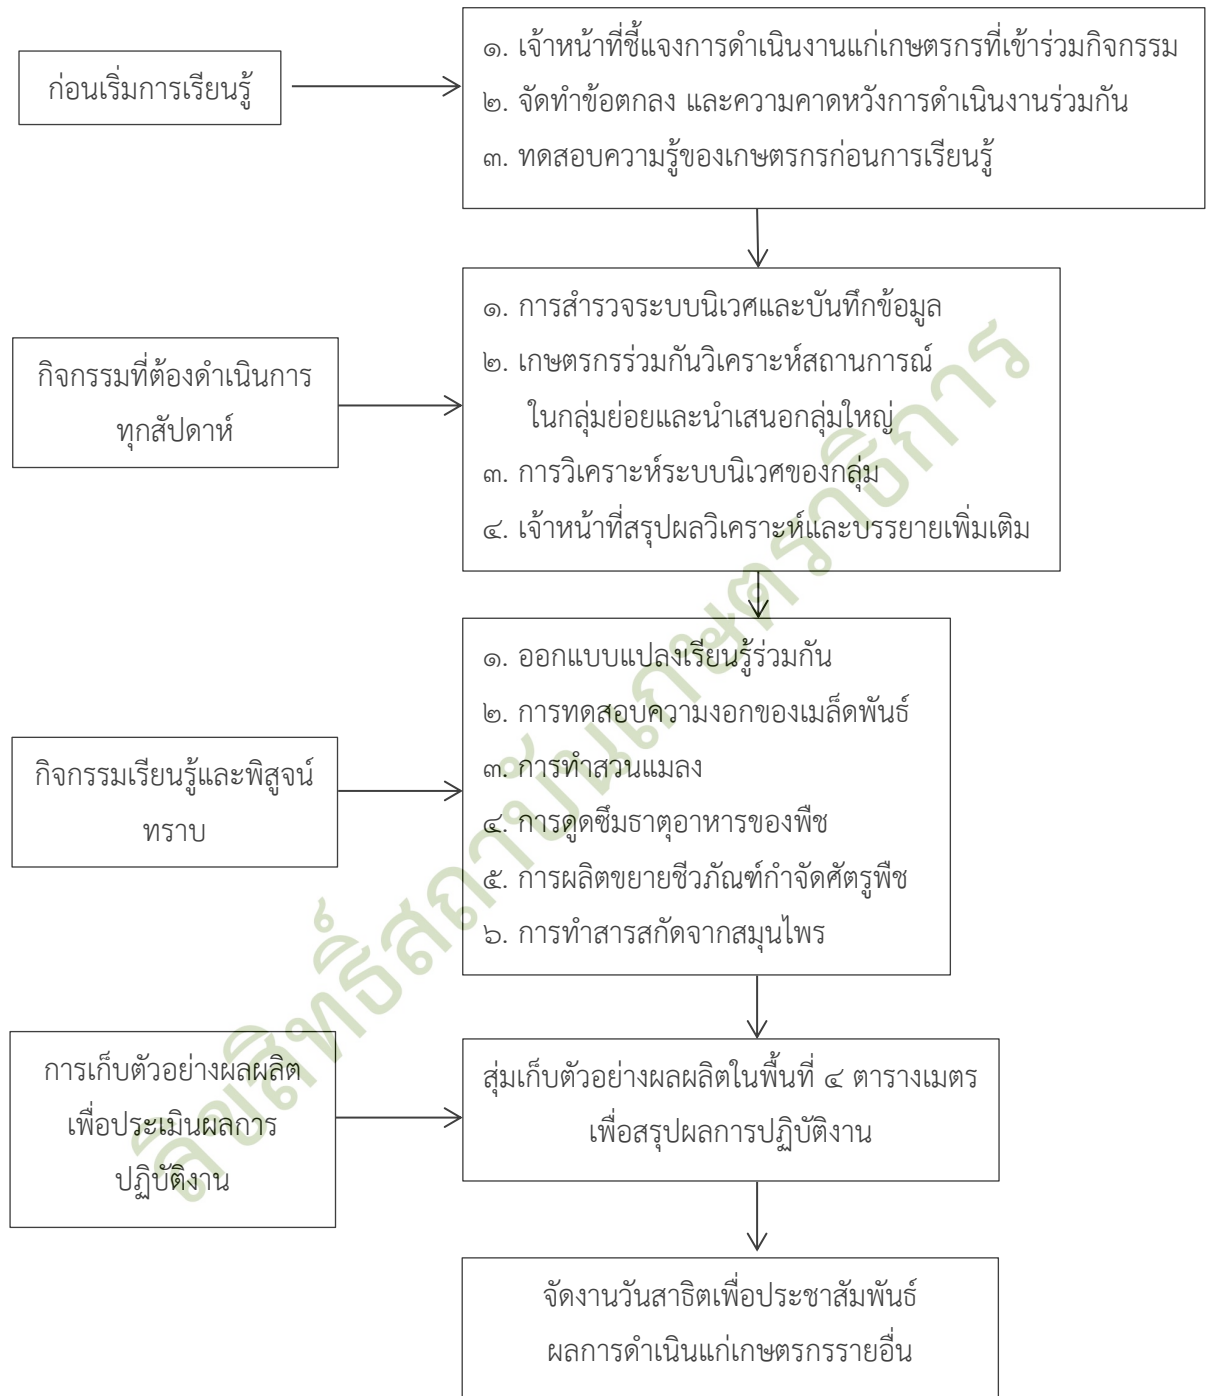 ก่อนเริ่มการเรียนรู้
๑. เจ้าหน้าที่ชี้แจงการดำเนินงานแก่เกษตรกรที่เข้าร่วมกิจกรรม
๒. จัดทำข้อตกลง และความคาดหวังการดำเนินงานร่วมกัน
๓. ทดสอบความรู้ของเกษตรกรก่อนการเรียนรู้
กิจกรรมที่ต้องดำเนินการ
ทุกสัปดาห์
๑. การสำรวจระบบนิเวศและบันทึกข้อมูล
๒. เกษตรกรร่วมกันวิเคราะห์สถานการณ์
ในกลุ่มย่อยและนำเสนอกลุ่มใหญ่
๓. การวิเคราะห์ระบบนิเวศของกลุ่ม
๔. เจ้าหน้าที่สรุปผลวิเคราะห์และบรรยายเพิ่มเติม
กิจกรรมเรียนรู้และพิสูจน์
ทราบ
๑. ออกแบบแปลงเรียนรู้ร่วมกัน
๒. การทดสอบความงอกของเมล็ดพันธ์
๓. การทำสวนแมลง
๔. การดูดซึมธาตุอาหารของพืช
๕. การผลิตขยายชีวภัณฑ์กำจัดศัตรูพืช
๖. การทำสารสกัดจากสมุนไพร
การเก็บตัวอย่างผลผลิต
เพื่อประเมินผลการ
ปฏิบัติงาน
สุ่มเก็บตัวอย่างผลผลิตในพื้นที่ ๔ ตารางเมตร
เพื่อสรุปผลการปฏิบัติงาน
จัดงานวันสาธิตเพื่อประชาสัมพันธ์
ผลการดำเนินแก่เกษตรกรรายอื่น
ลิขสิทธิ์สถาบันเกษตราธิการ